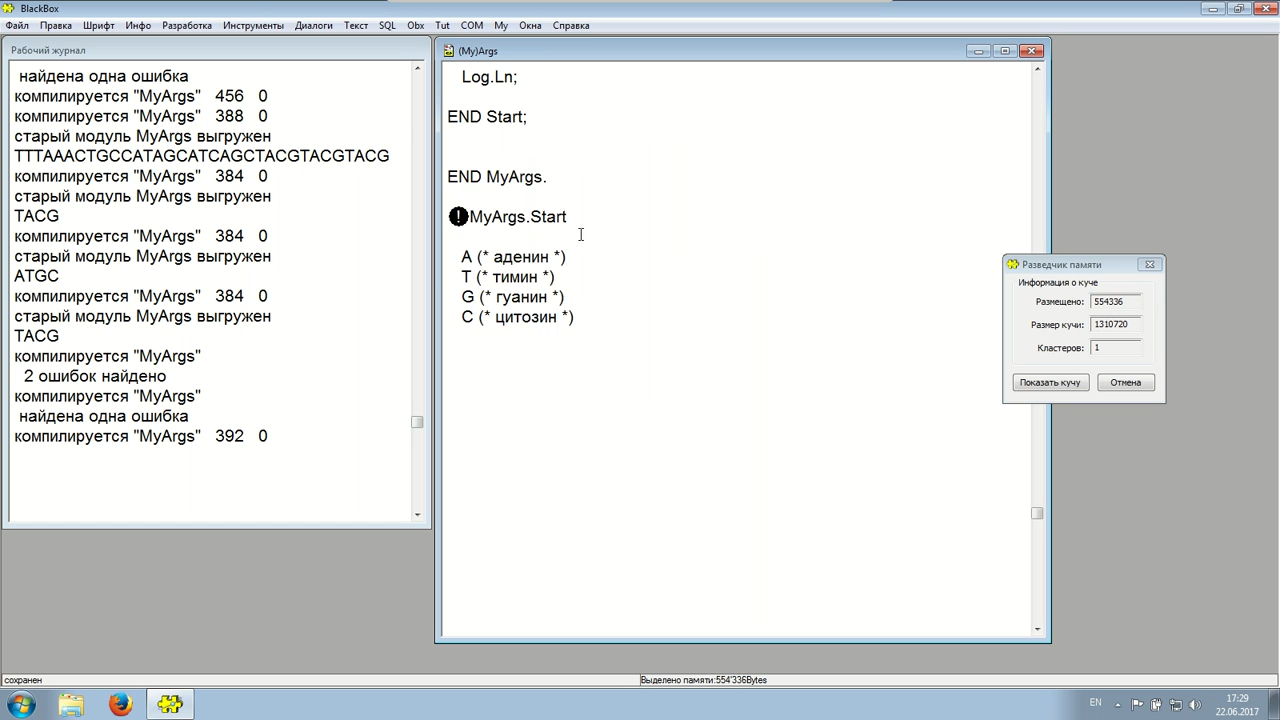 BlackBox
Файл Правка Шрифт Инфо Разработка Инструменты Диалоги Текст SQL Obx Tut COM My Окна Справка
Рабочий журнал
найдена одна ошибка
компилируется "MyArgs" 456 0
компилируется "MyArgs" 388 0
старый модуль MyArgs выгружен
TTTAAACTGCCATAGCATCAGCTACGTACGTACG
компилируется "MyArgs" 384 0
старый модуль MyArgs выгружен
TACG
компилируется "MyArgs" 384 0
старый модуль MyArgs выгружен
ATGC
компилируется "MyArgs" 384 0
старый модуль MyArgs выгружен
TACG
компилируется "MyArgs"
2 ошибок найдено
компилируется "MyArgs"
найдена одна ошибка
компилируется "MyArgs" 392 0
(My)Args
Log.Ln;
END Start;
END MyArgs.
!MyArgs.Start
A (* аденин *)
T (* тимин *)
G (* гуанин *)
C (* цитозин *)
Разведчик памяти
Информация о куче
Размещено: 554336
Размер кучи: 1310720
Кластеров: 1
Показать кучу Отмена
сохранен Выделено памяти:554'336Bytes
EN 17:29
22.06.2017